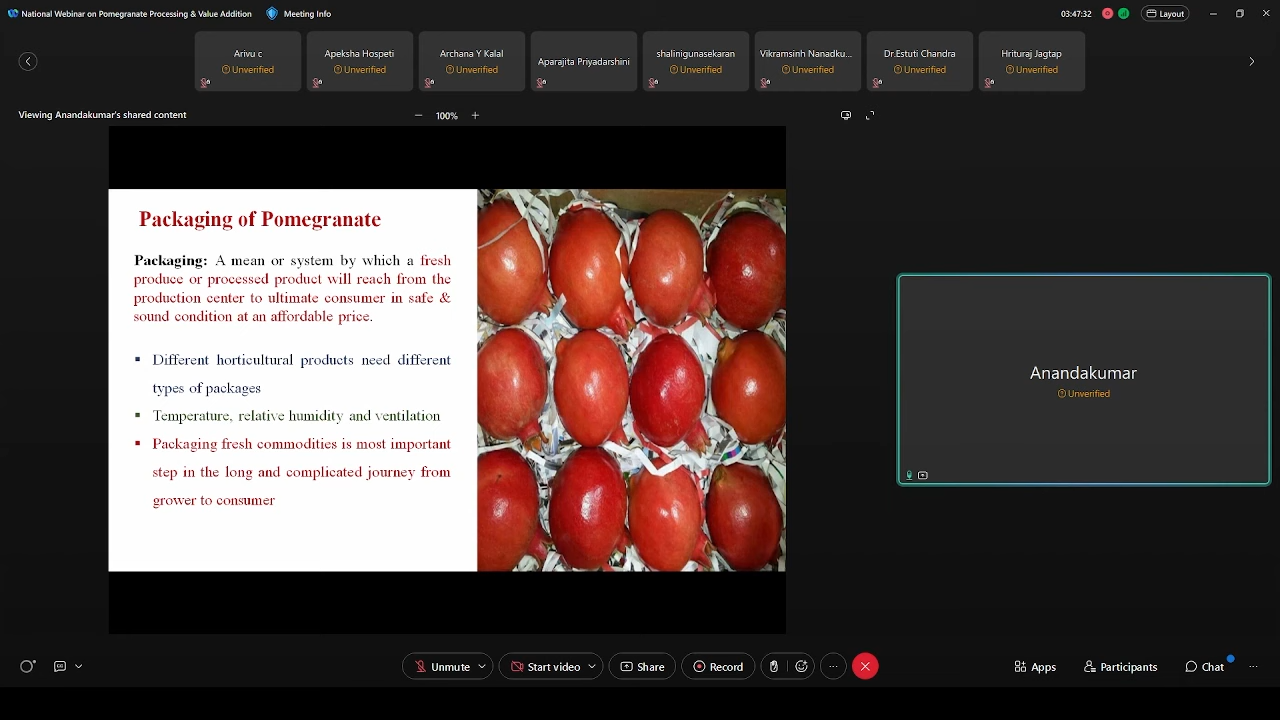 National Webinar on Pomegranate Processing & Value Addition
Meeting Info
03:47:32
Layout
Arivu c
Unverified
Apeksha Hospeti
Unverified
Archana Y Kalal
Unverified
Aparajita Priyadarshini
shalinigunasekaran
Unverified
Vikramsinh Nanadku...
Unverified
Dr.Estuti Chandra
Unverified
Hrituraj Jagtap
Unverified
Viewing Anandakumar's shared content
100%
Packaging of Pomegranate
Packaging: A mean or system by which a fresh
produce or processed product will reach from the
production center to ultimate consumer in safe &
sound condition at an affordable price.
Different horticultural products need different
types of packages
Temperature, relative humidity and ventilation
Packaging fresh commodities is most important
step in the long and complicated journey from
grower to consumer
Anandakumar
Unverified
Unmute
Start video
Share
Record
Apps
Participants
Chat